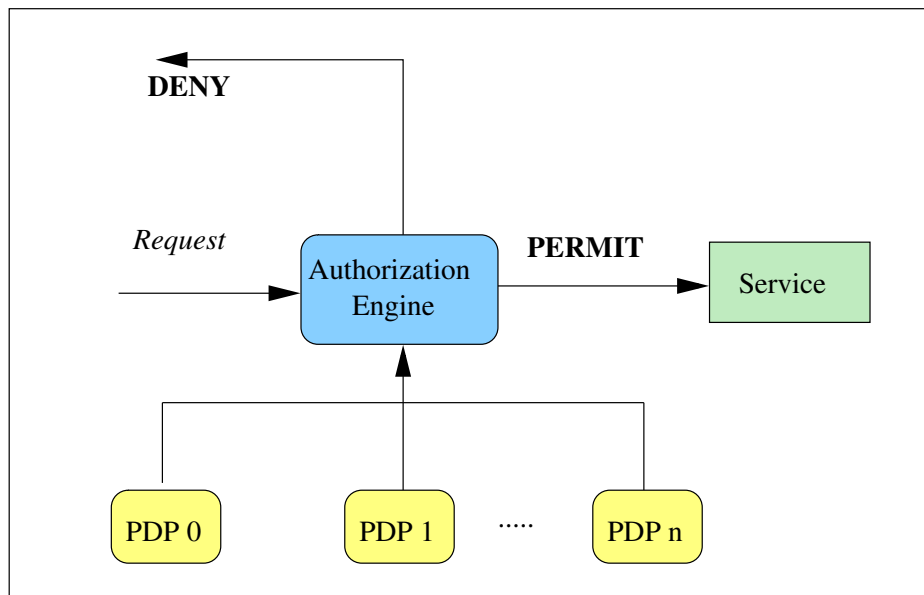 DENY
Request
PERMIT
Authorization
Engine
Service
PDP 0
PDP 1
.....
PDP n